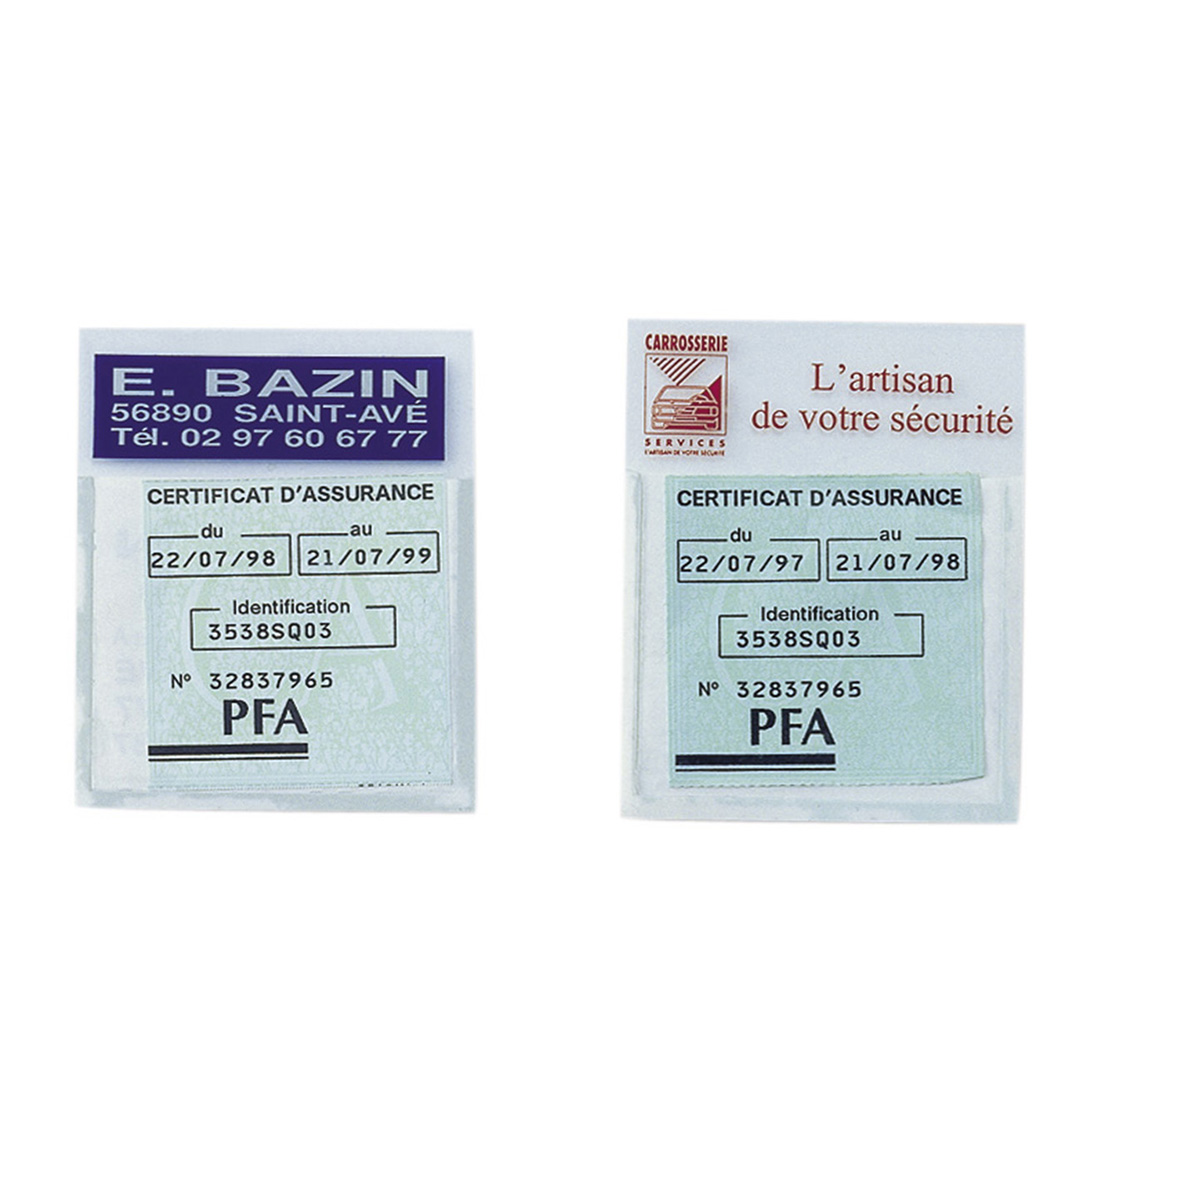 E. BAZIN
56890 SAINT-AVÉ
Tél. 02 97 60 67 77
CERTIFICAT D'ASSURANCE
du au
22/07/98 21/07/99
Identification
3538SQ03
N° 32837965
PFA
CARROSSERIE
SERVICES
L'ARTISAN DE VOTRE SÉCURITÉ
L'artisan
de votre sécurité
CERTIFICAT D'ASSURANCE
du au
22/07/97 21/07/98
Identification
3538SQ03
N° 32837965
PFA